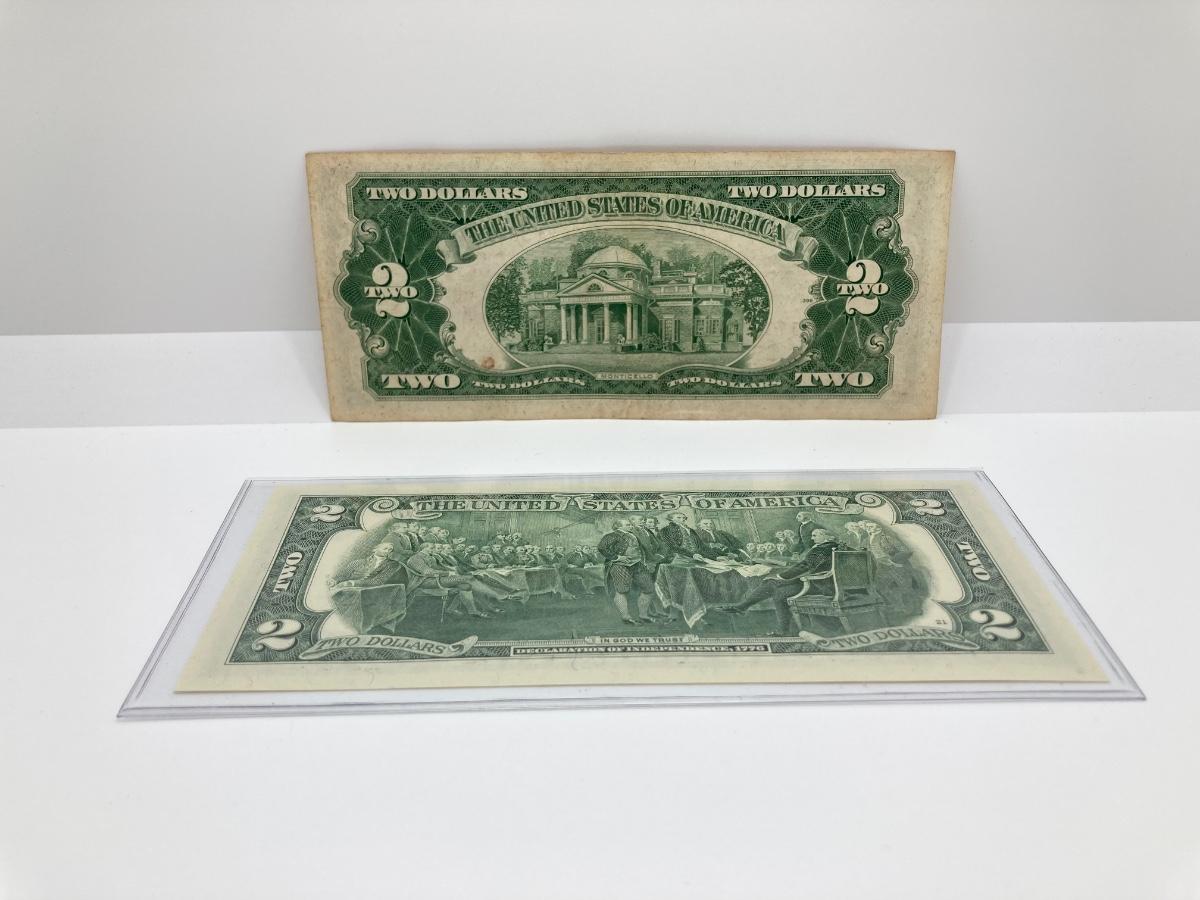 TWO DOLLARS TWO DOLLARS
THE UNITED STATES OF AMERICA
2 2
TWO TWO
MONTICELLO
TWO TWO DOLLARS TWO DOLLARS TWO
2 THE UNITED STATES OF AMERICA 2
TWO TWO
2 2
TWO DOLLARS IN GOD WE TRUST TWO DOLLARS
DECLARATION OF INDEPENDENCE, 1776